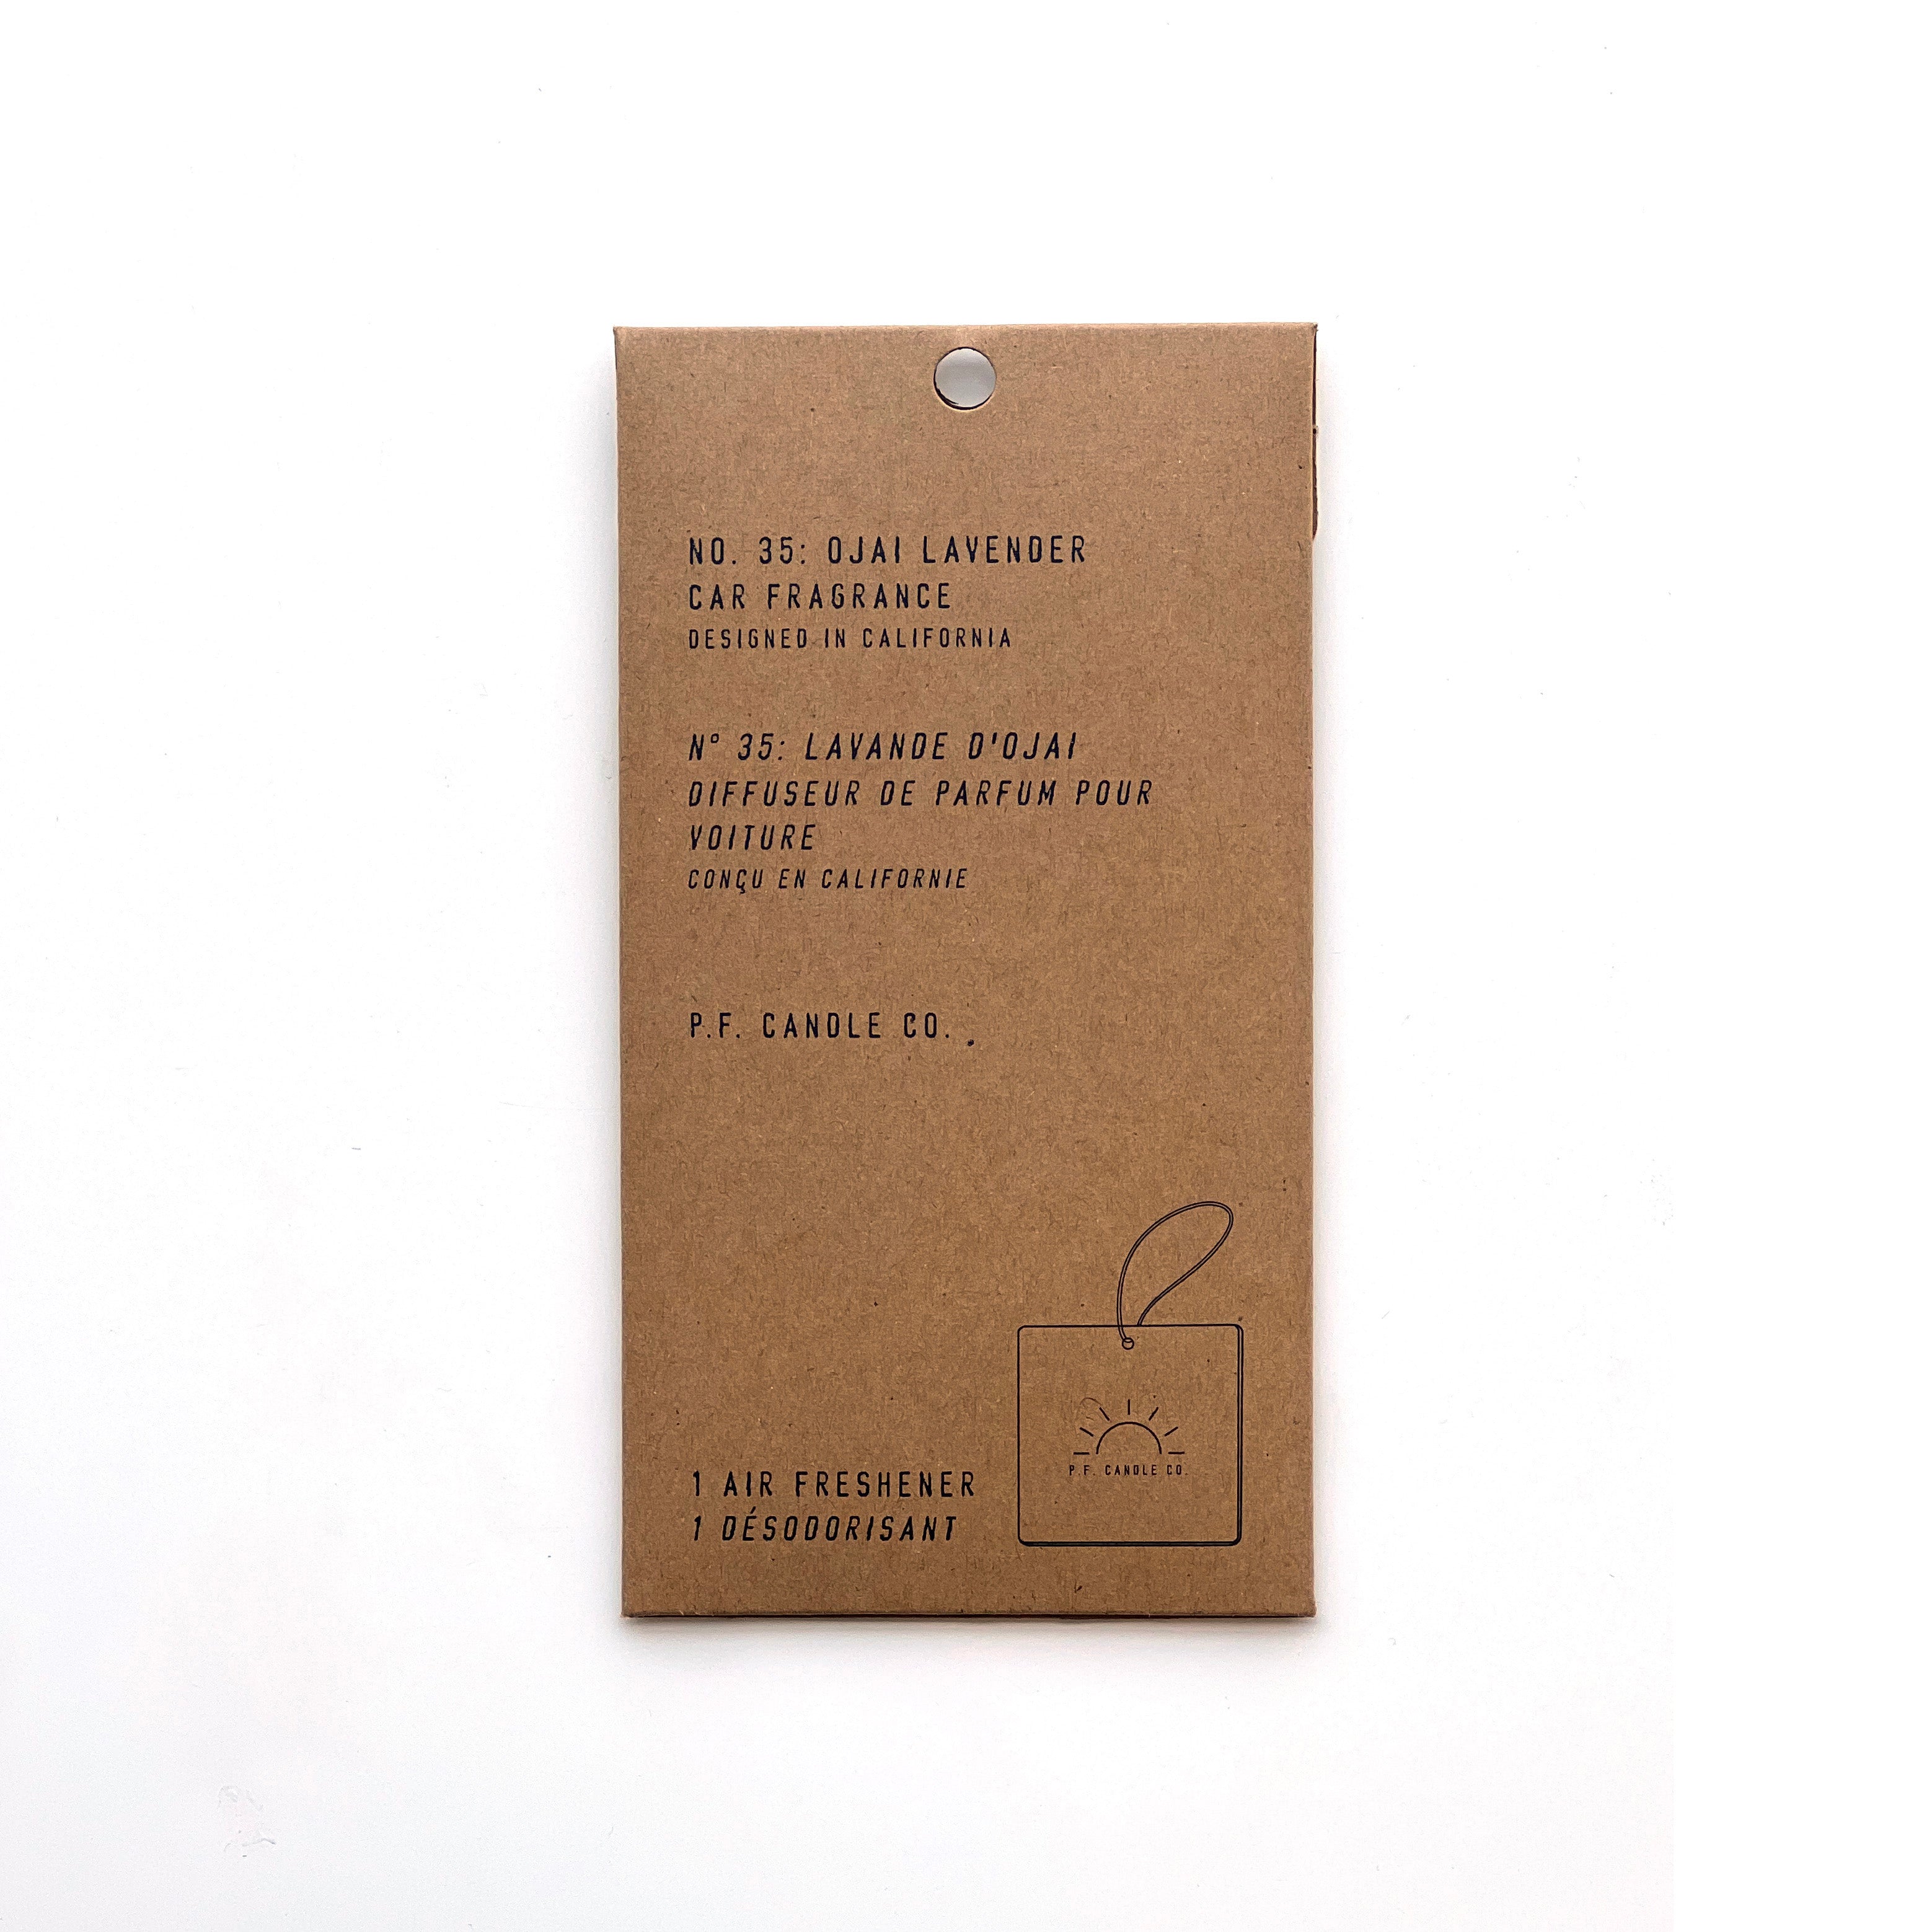 NO. 35: OJAI LAVENDER
CAR FRAGRANCE
DESIGNED IN CALIFORNIA
N° 35: LAVANDE D'OJAI
DIFFUSEUR DE PARFUM POUR
VOITURE
CONÇU EN CALIFORNIE
P.F. CANDLE CO.
P.F. CANDLE CO.
1 AIR FRESHENER
1 DÉSODORISANT